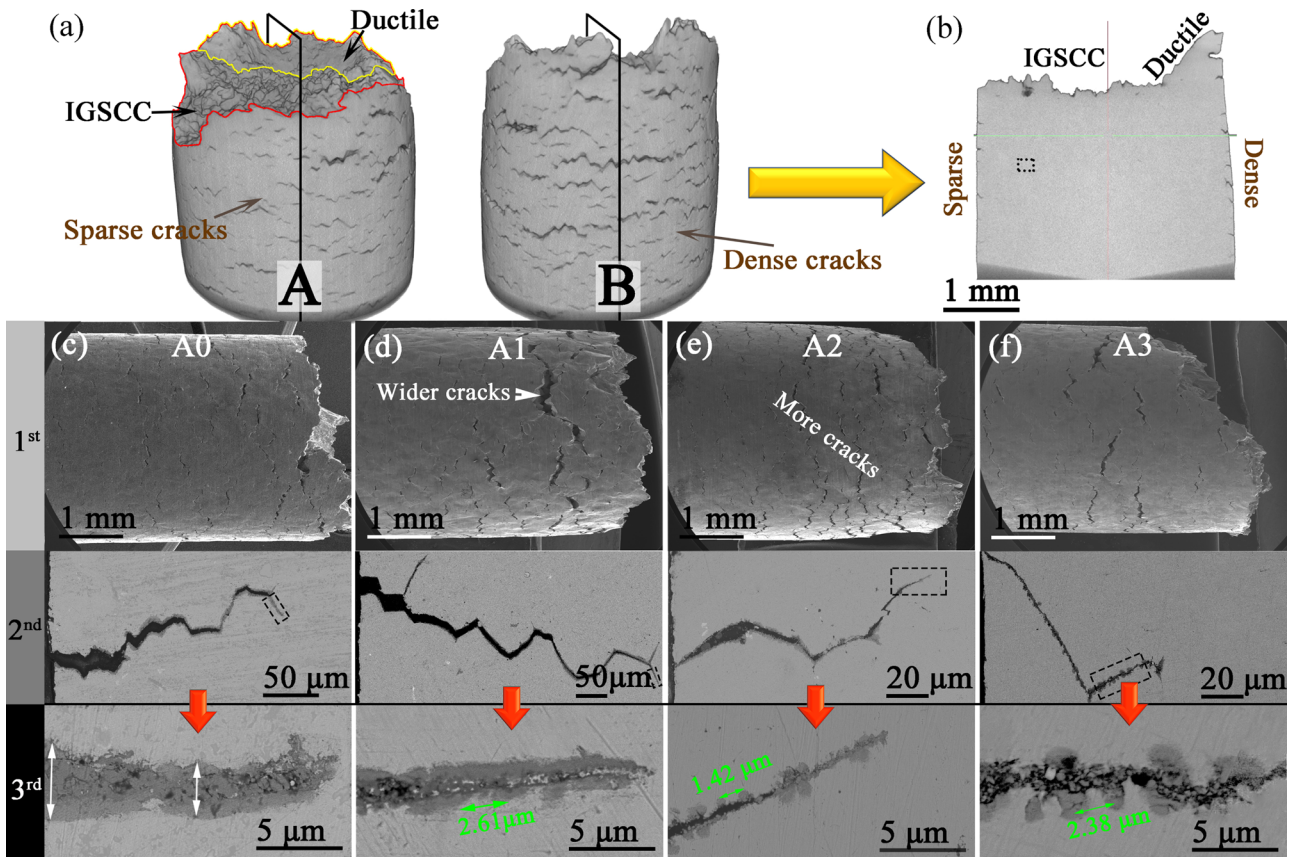 (a)
Ductile
IGSCC
Sparse cracks
A
B
Dense cracks
(b)
IGSCC
Ductile
Sparse
Dense
1 mm
1st
(c) A0
1 mm
(d) A1
Wider cracks
1 mm
(e) A2
More cracks
1 mm
(f) A3
1 mm
2nd
50 μm
50μm
20 μm
20 μm
3rd
5 μm
2.61μm
5 μm
1.42 μm
5 μm
2.38 μm
5 μm